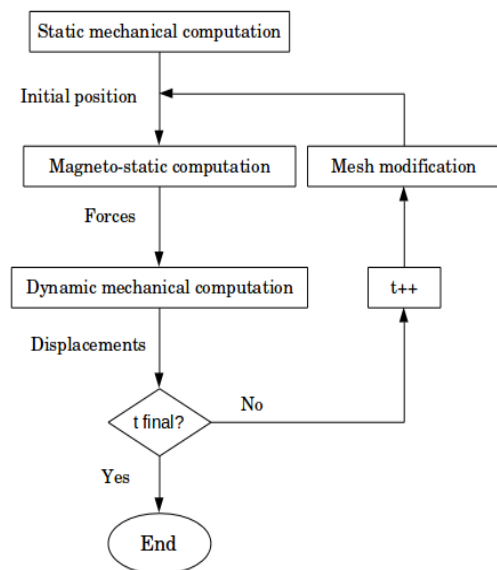 Static mechanical computation
Initial position
Magneto-static computation
Mesh modification
Forces
Dynamic mechanical computation
t++
Displacements
t final?
No
Yes
End